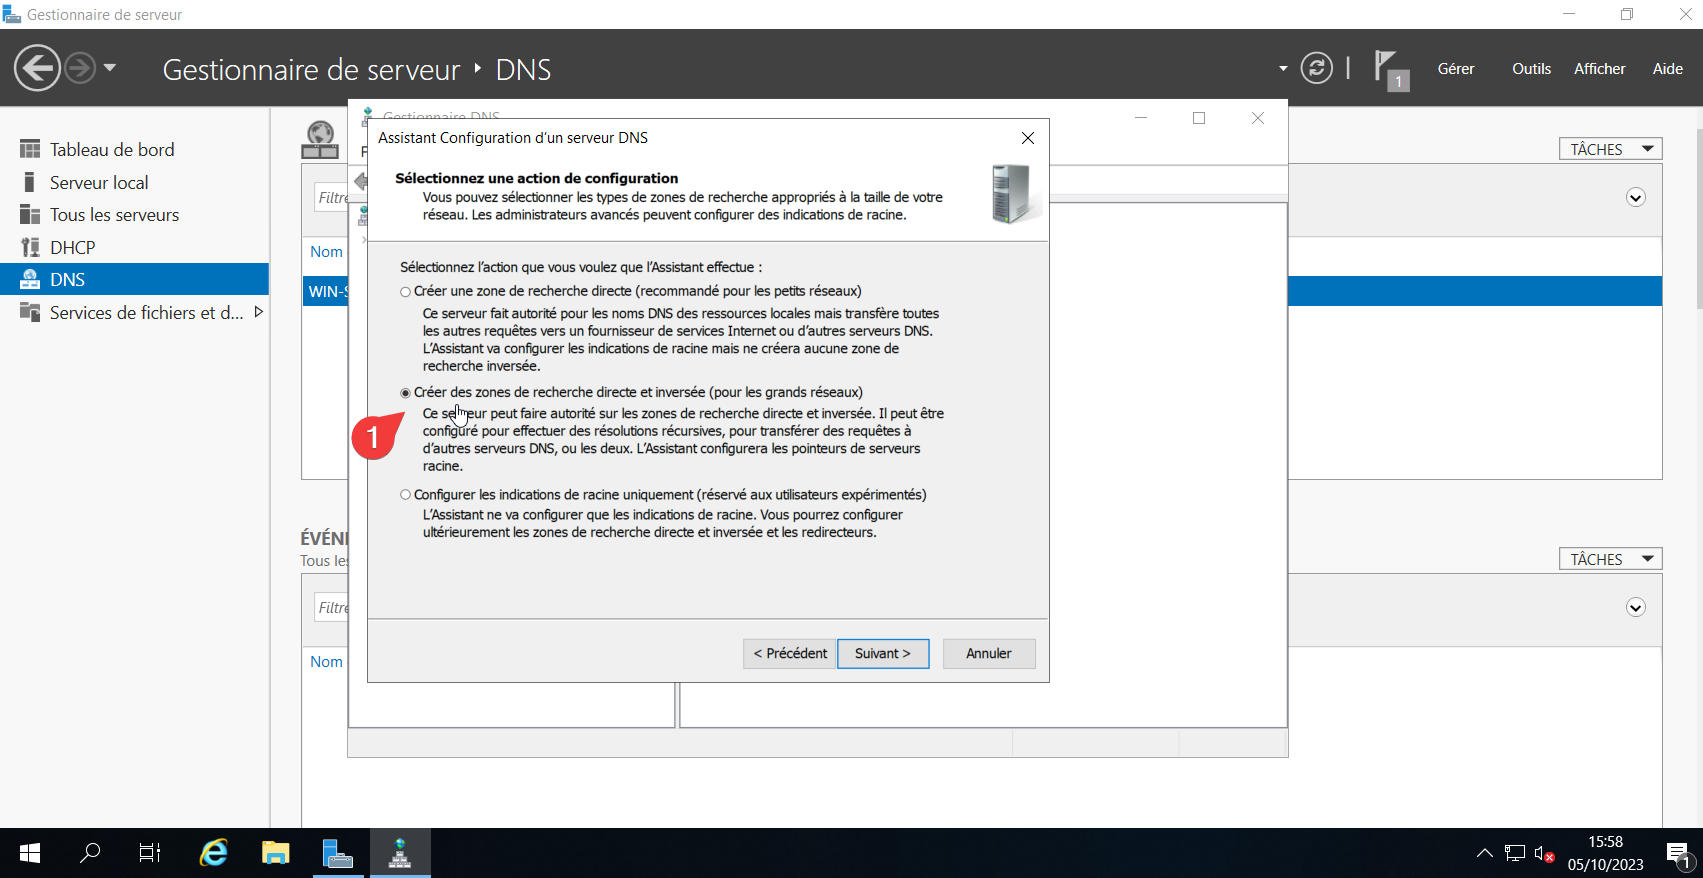 Gestionnaire de serveur
Gestionnaire de serveur ‣ DNS
1
Gérer
Outils
Afficher
Aide
Tableau de bord
Serveur local
Tous les serveurs
DHCP
DNS
Services de fichiers et d...
TÂCHES
Filtre
Nom
WIN-S
Gestionnaire DNS
F
Assistant Configuration d'un serveur DNS
Sélectionnez une action de configuration
Vous pouvez sélectionner les types de zones de recherche appropriés à la taille de votre
réseau. Les administrateurs avancés peuvent configurer des indications de racine.
Sélectionnez l'action que vous voulez que l'Assistant effectue :
Créer une zone de recherche directe (recommandé pour les petits réseaux)
Ce serveur fait autorité pour les noms DNS des ressources locales mais transfère toutes
les autres requêtes vers un fournisseur de services Internet ou d'autres serveurs DNS.
L'Assistant va configurer les indications de racine mais ne créera aucune zone de
recherche inversée.
Créer des zones de recherche directe et inversée (pour les grands réseaux)
1
Ce serveur peut faire autorité sur les zones de recherche directe et inversée. Il peut être
configuré pour effectuer des résolutions récursives, pour transférer des requêtes à
d'autres serveurs DNS, ou les deux. L'Assistant configurera les pointeurs de serveurs
racine.
Configurer les indications de racine uniquement (réservé aux utilisateurs expérimentés)
L'Assistant ne va configurer que les indications de racine. Vous pourrez configurer
ultérieurement les zones de recherche directe et inversée et les redirecteurs.
< Précédent
Suivant >
Annuler
ÉVÉN
Tous les
TÂCHES
Filtre
Nom
15:58
05/10/2023
1